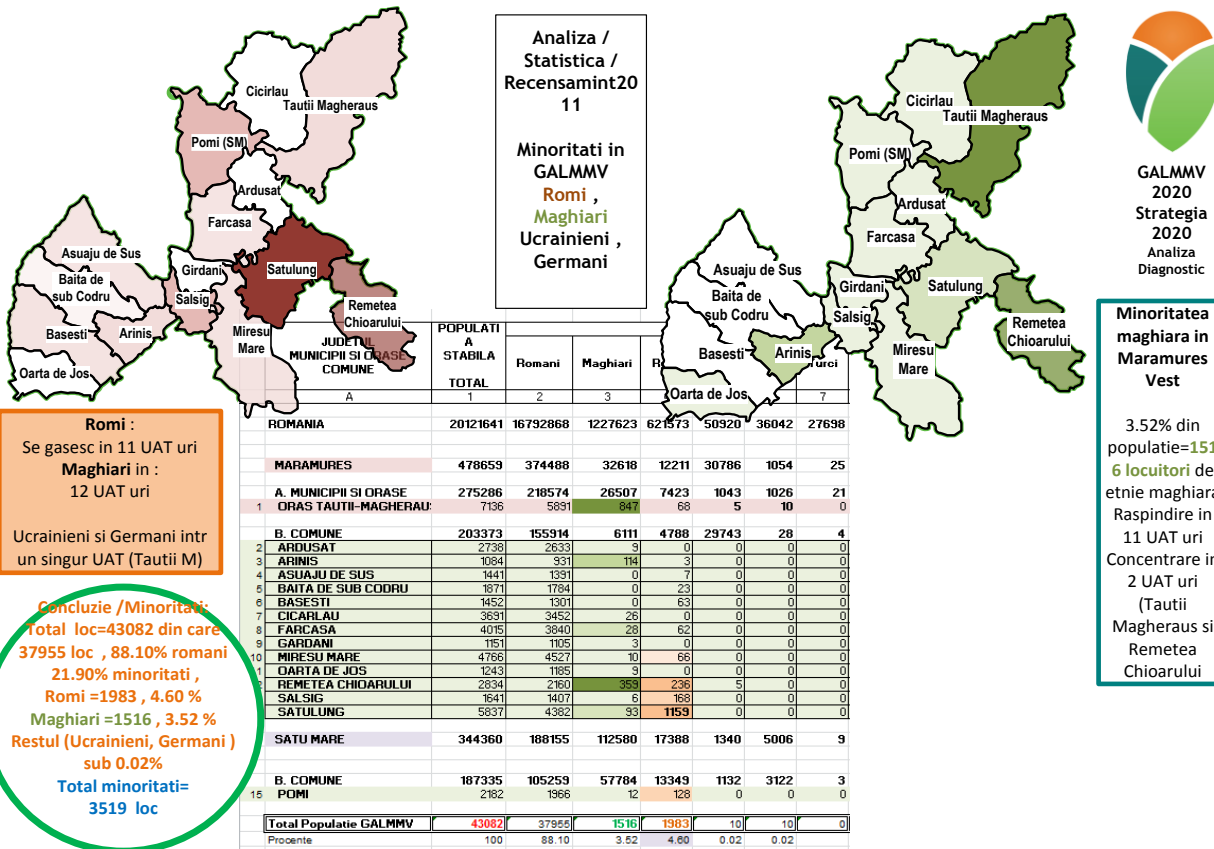 Cicirlau
Tautii Magheraus
Pomi (SM)
Ardusat
Farcasa
Asuaju de Sus
Girdani
Satulung
Baita de
sub Codru
Salsig
Remetea
Chioarului
Basesti
Arinis
Miresu
Mare
Oarta de Jos
Analiza /
Statistica /
Recensamint20
11
Minoritati in
GALMMV
Romi ,
Maghiari
Ucrainieni ,
Germani
Cicirlau
Tautii Magheraus
Pomi (SM)
Ardusat
Farcasa
Asuaju de Sus
Girdani
Satulung
Baita de
sub Codru
Salsig
Remetea
Chioarului
Basesti
Arinis
Miresu
Mare
Oarta de Jos
GALMMV
2020
Strategia
2020
Analiza
Diagnostic
Minoritatea
maghiara in
Maramures
Vest
3.52% din
populatie=151
6 locuitori de
etnie maghiara
Raspindire in
11 UAT uri
Concentrare in
2 UAT uri
(Tautii
Magheraus si
Remetea
Chioarului
Romi :
Se gasesc in 11 UAT uri
Maghiari in :
12 UAT uri
Ucrainieni si Germani intr
un singur UAT (Tautii M)
Concluzie /Minoritati:
Total loc=43082 din care
37955 loc , 88.10% romani
21.90% minoritati ,
Romi =1983 , 4.60 %
Maghiari =1516 , 3.52 %
Restul (Ucrainieni, Germani )
sub 0.02%
Total minoritati=
3519 loc
JUDETUL
MUNICIPII SI ORASE
COMUNE
POPULATI
A
STABILA
TOTAL
Romani Maghiari R urci
A 1 2 3 7
ROMANIA 20121641 16792868 1227623 621573 50920 36042 27698
MARAMURES 478659 374488 32618 12211 30786 1054 25
A. MUNICIPII SI ORASE 275286 218574 26507 7423 1043 1026 21
1 ORAS TAUTII-MAGHERAU 7136 5891 847 68 5 10 0
B. COMUNE 203373 155914 6111 4788 29743 28 4
2 ARDUSAT 2738 2633 9 0 0 0 0
3 ARINIS 1084 931 114 3 0 0 0
4 ASUAJU DE SUS 1441 1391 0 7 0 0 0
5 BAITA DE SUB CODRU 1871 1784 0 23 0 0 0
6 BASESTI 1452 1301 0 63 0 0 0
7 CICARLAU 3691 3452 26 0 0 0 0
8 FARCASA 4015 3840 28 62 0 0 0
9 GARDANI 1151 1105 3 0 0 0 0
10 MIRESU MARE 4766 4527 10 66 0 0 0
1 OARTA DE JOS 1243 1185 9 0 0 0 0
2 REMETEA CHIOARULUI 2834 2160 359 236 5 0 0
SALSIG 1641 1407 6 168 0 0 0
SATULUNG 5837 4382 93 1159 0 0 0
SATU MARE 344360 188155 112580 17388 1340 5006 9
B. COMUNE 187335 105259 57784 13349 1132 3122 3
15 POMI 2182 1966 12 128 0 0 0
Total Populatie GALMMV 43082 37955 1516 1983 10 10 0
Procente 100 88.10 3.52 4.60 0.02 0.02